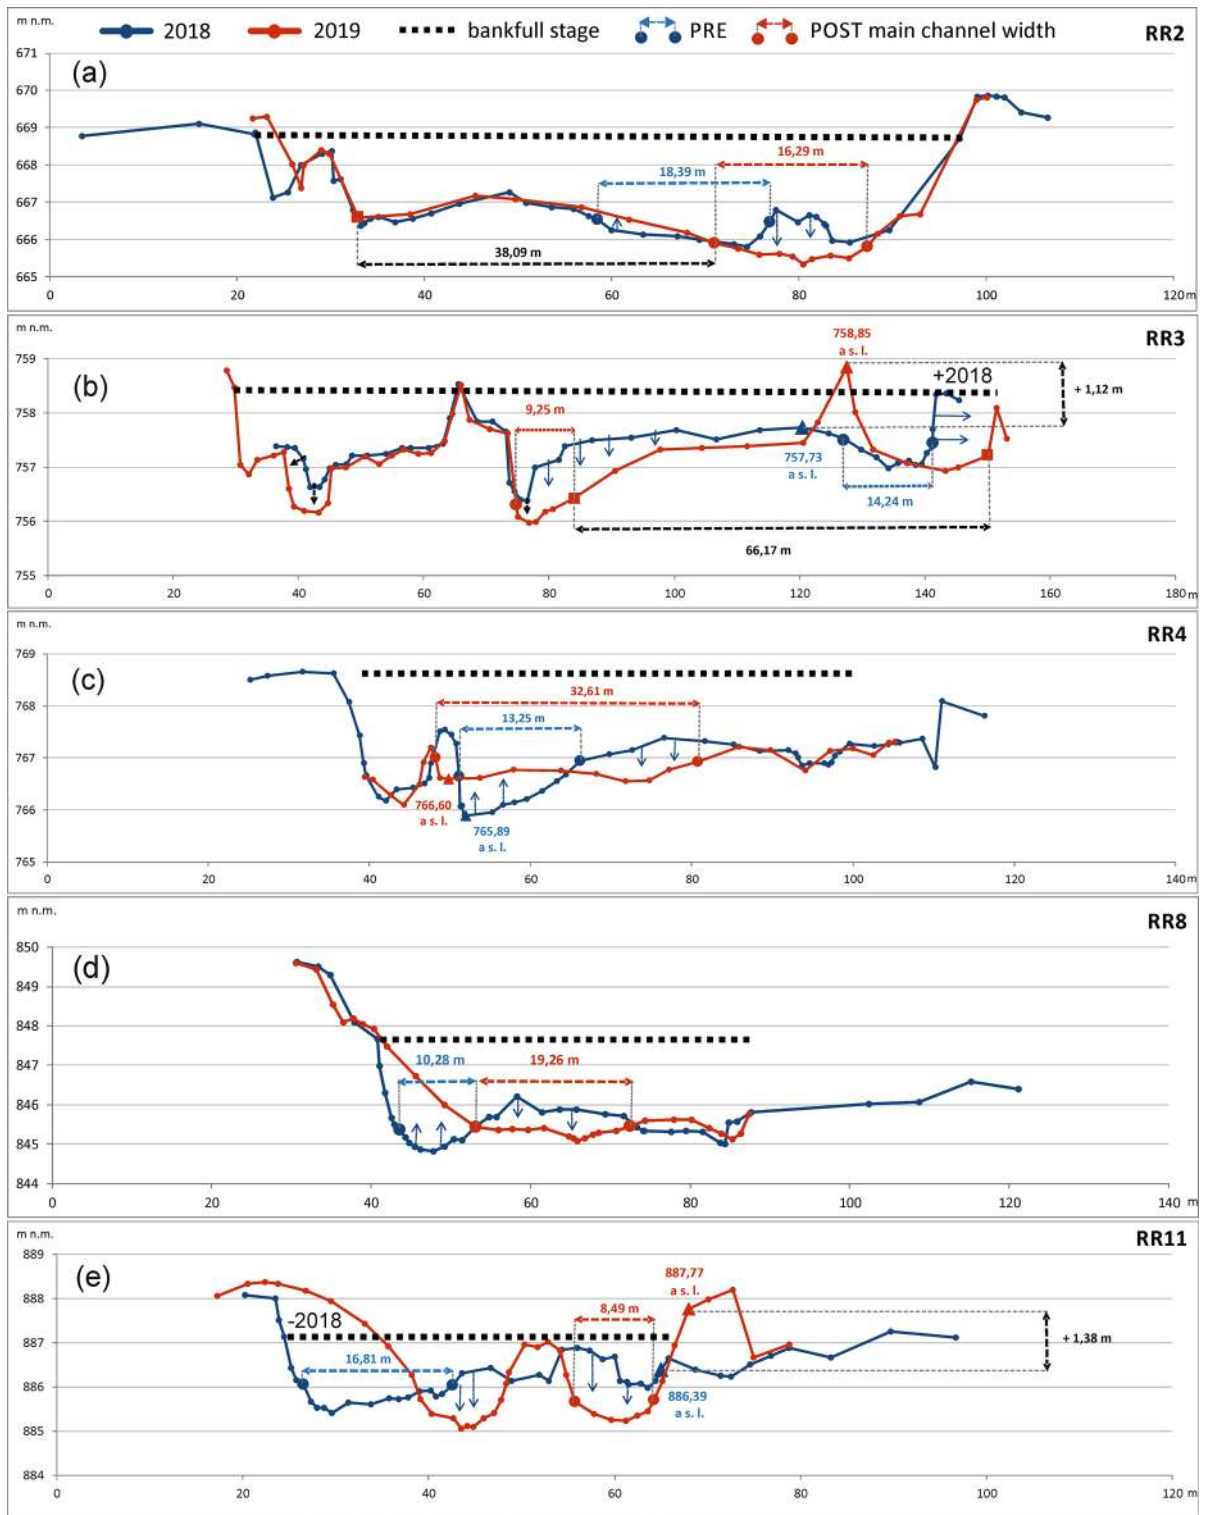 2018 2019 bankfull stage PRE POST main channel width RR2
m n.m.
671
(a)
670
669
668
667
666
665
16,29 m
18,39 m
38,09 m
0 20 40 60 80 100 120 m
m n.m.
RR3
758,85
a s. l.
759
(b)
+2018
+ 1,12 m
758
9,25 m
757
757,73
a s. l.
14,24 m
756
66,17 m
755
0 20 40 60 80 100 120 140 160 180 m
m n.m.
RR4
769
(c)
32,61 m
768
13,25 m
767
766,60
a s. l.
766
765,89
a s. l.
765
0 20 40 60 80 100 120 140 m
m n.m.
RR8
850
(d)
849
848
847
10,28 m 19,26 m
846
845
844
0 20 40 60 80 100 120 140 m
m n.m.
RR11
889
(e)
887,77
a s. l.
888
-2018
8,49 m
887
+ 1,38 m
16,81 m
886
886,39
a s. l.
885
884
0 20 40 60 80 100 120 m